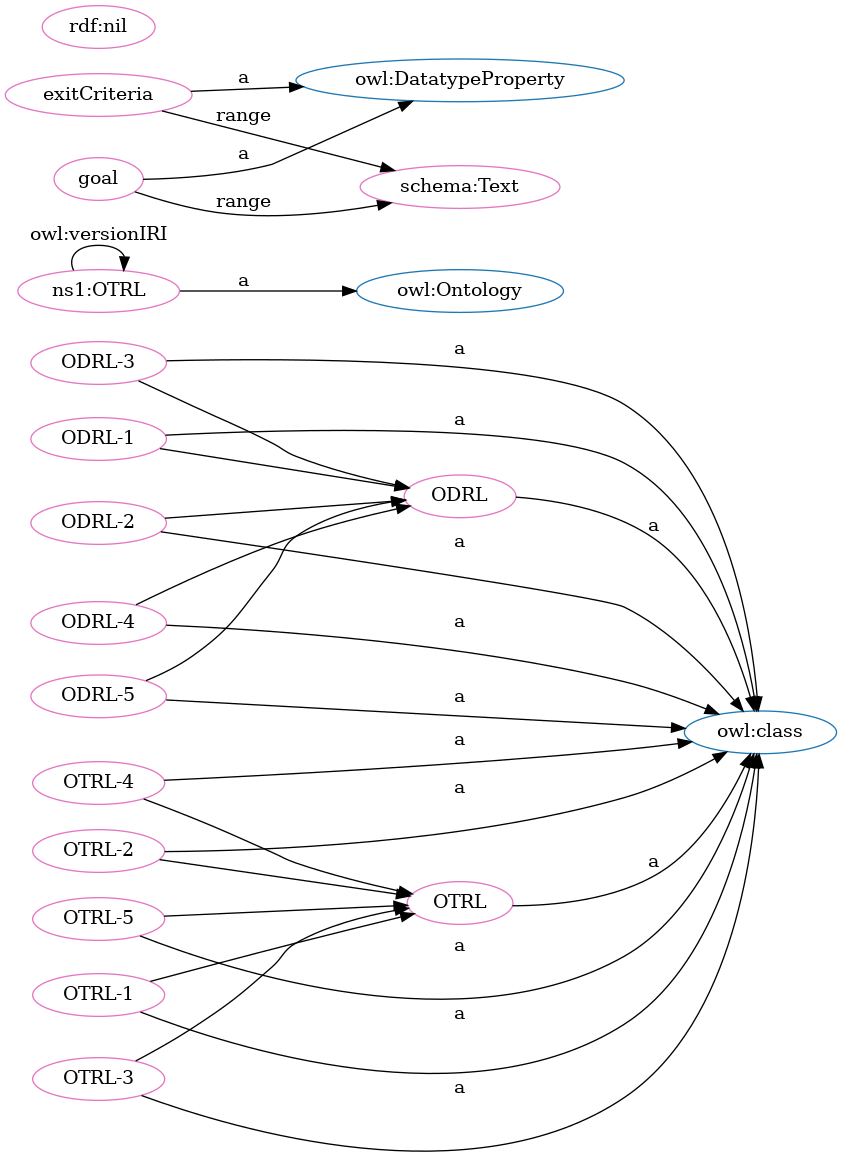 rdf:nil
a
owl:DatatypeProperty
exitCriteria
range
a
goal
schema:Text
range
owl:versionIRI
a
ns1:OTRL
owl:Ontology
a
ODRL-3
a
ODRL-1
ODRL
ODRL-2
a
a
ODRL-4
a
ODRL-5
a
owl:class
a
OTRL-4
a
OTRL-2
a
OTRL
OTRL-5
a
OTRL-1
a
OTRL-3
a